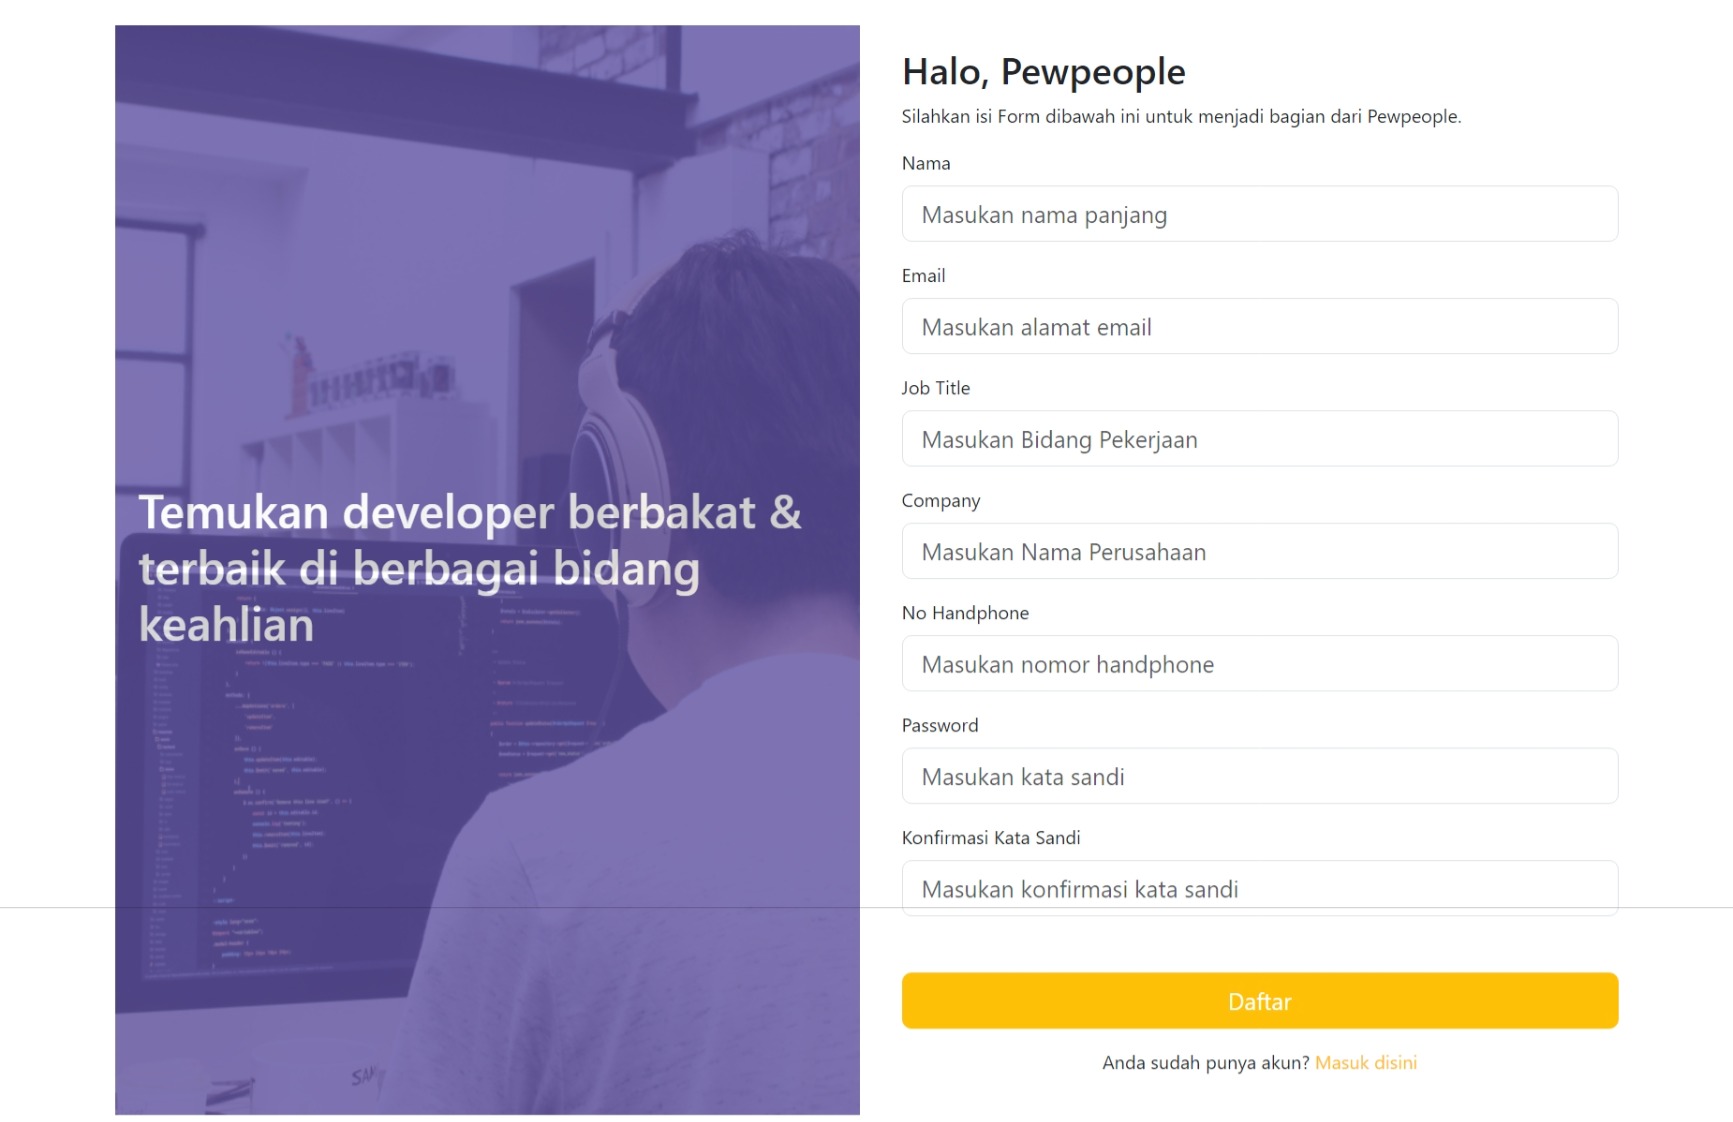 Temukan developer berbakat &
terbaik di berbagai bidang
keahlian
Halo, Pewpeople
Silahkan isi Form dibawah ini untuk menjadi bagian dari Pewpeople.
Nama
Masukan nama panjang
Email
Masukan alamat email
Job Title
Masukan Bidang Pekerjaan
Company
Masukan Nama Perusahaan
No Handphone
Masukan nomor handphone
Password
Masukan kata sandi
Konfirmasi Kata Sandi
Masukan konfirmasi kata sandi
Daftar
Anda sudah punya akun? Masuk disini